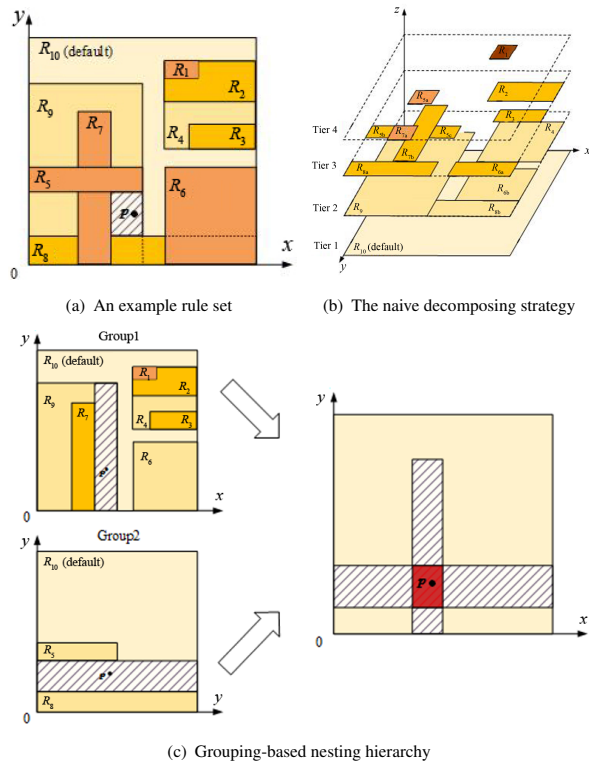 y
R10 (default)
R1
R2
R9
R7
R4
R3
R5
R6
P
R8
x
0
(a) An example rule set
z
R1
R2
R5a
R3
Tier 4
R5b
R7a
R4
x
R7b
Tier 3
R8a
R6a
R6b
Tier 2
R9
R8b
Tier 1
R10 (default)
y
(b) The naive decomposing strategy
y
Group1
R10 (default)
R1
R2
R9
R7
R4
R3
R6
P
x
0
y
Group2
R10 (default)
R5
P
R8
0
y
y
P
x
0
(c) Grouping-based nesting hierarchy